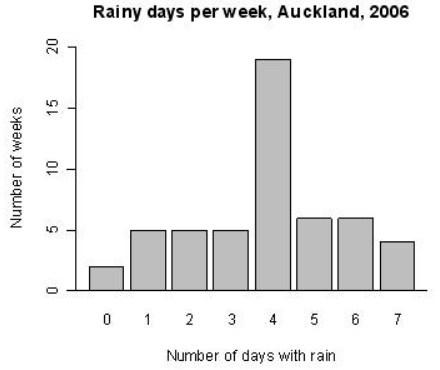 Rainy days per week, Auckland, 2006
Number of weeks
20
15
10
5
0
0 1 2 3 4 5 6 7
Number of days with rain